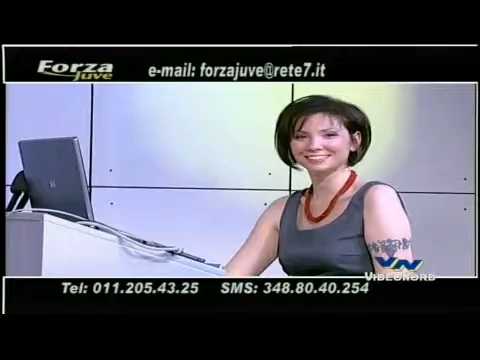 Forza Juve
e-mail: forzajuve@rete7.it
VN
VIDEONORD
Tel: 011.205.43.25 SMS: 348.80.40.254